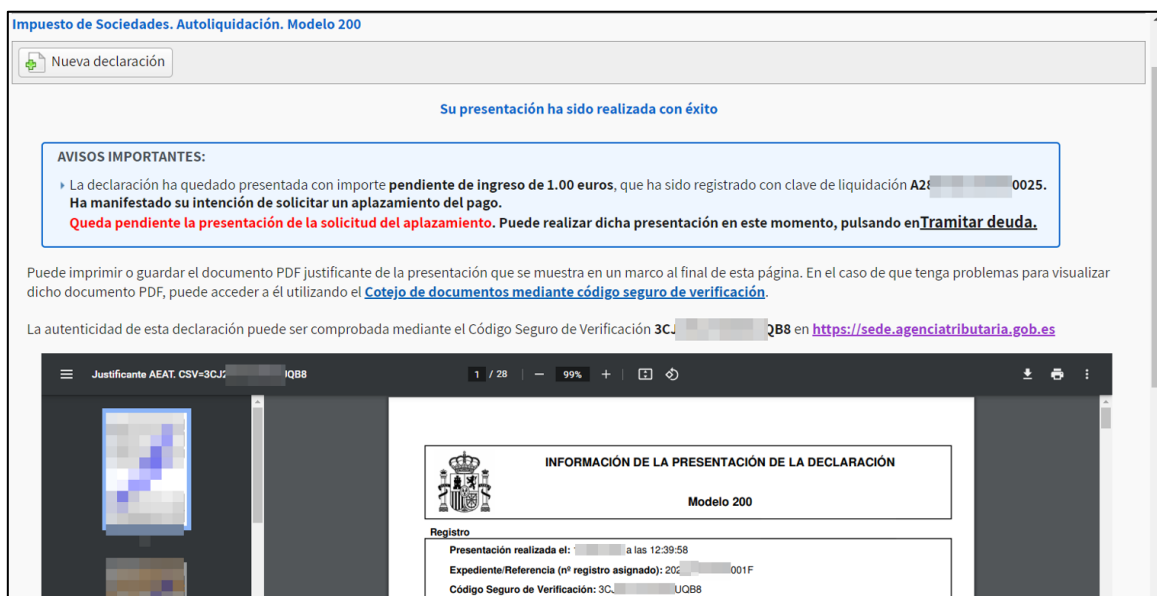 Impuesto de Sociedades. Autoliquidación. Modelo 200
Nueva declaración
Su presentación ha sido realizada con éxito
AVISOS IMPORTANTES:
La declaración ha quedado presentada con importe pendiente de ingreso de 1.00 euros, que ha sido registrado con clave de liquidación A28 0025.
Ha manifestado su intención de solicitar un aplazamiento del pago.
Queda pendiente la presentación de la solicitud del aplazamiento. Puede realizar dicha presentación en este momento, pulsando enTramitar deuda.
Puede imprimir o guardar el documento PDF justificante de la presentación que se muestra en un marco al final de esta página. En el caso de que tenga problemas para visualizar
dicho documento PDF, puede acceder a él utilizando el Cotejo de documentos mediante código seguro de verificación.
La autenticidad de esta declaración puede ser comprobada mediante el Código Seguro de Verificación 3CJ QB8 en https://sede.agenciatributaria.gob.es
Justificante AEAT. CSV=3CJ2 JQB8
1 / 28 | − 99% +
INFORMACIÓN DE LA PRESENTACIÓN DE LA DECLARACIÓN
Modelo 200
Registro
Presentación realizada el: a las 12:39:58
Expediente/Referencia (nº registro asignado): 202 001F
Código Seguro de Verificación: 3C UQB8